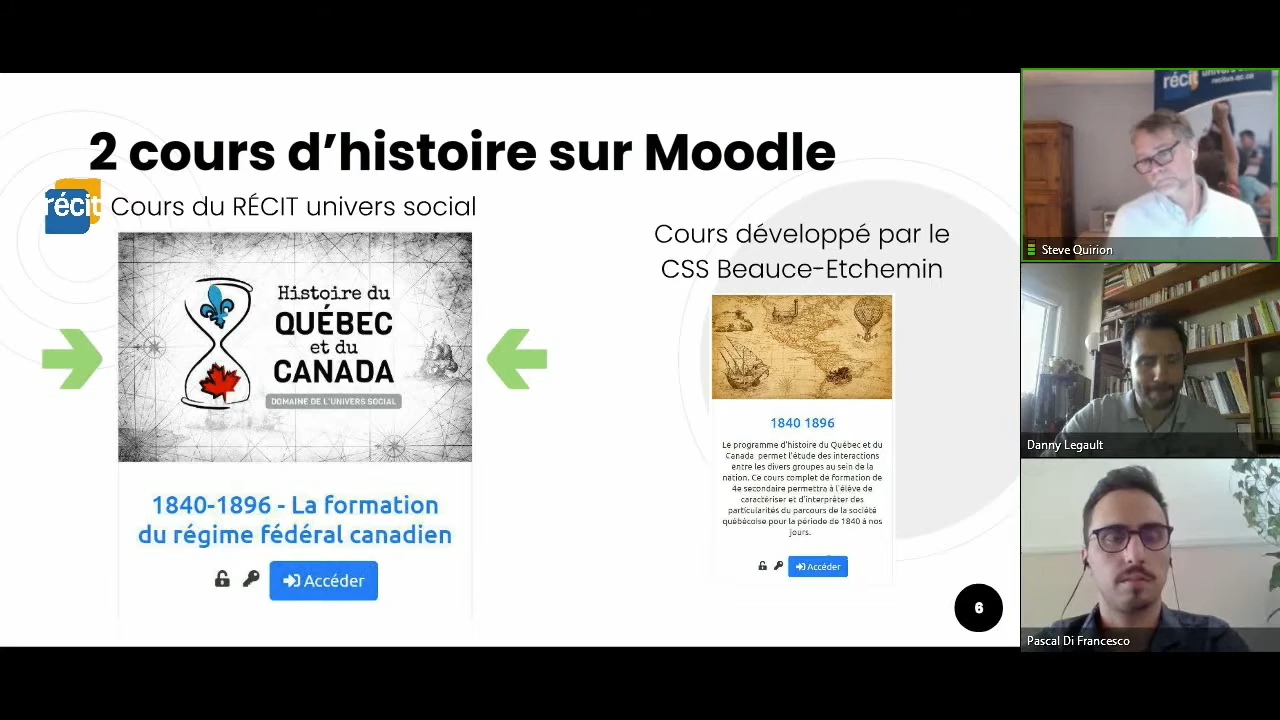 2 cours d’histoire sur Moodle
récit
Cours du RÉCIT univers social
Histoire du
QUÉBEC
et du
CANADA
DOMAINE DE L'UNIVERS SOCIAL
1840-1896 - La formation
du régime fédéral canadien
Accéder
Cours développé par le
CSS Beauce-Etchemin
1840 1896
Le programme d'histoire du Québec et du
Canada permet l'étude des interactions
entre les divers groupes au sein de la
nation. Ce cours complet de formation de
4e secondaire permettra à l'élève de
caractériser et d'interpréter des
particularités du parcours de la société
québécoise pour la période de 1840 à nos
jours.
Accéder
6
récit
Steve Quirion
Danny Legault
Pascal Di Francesco